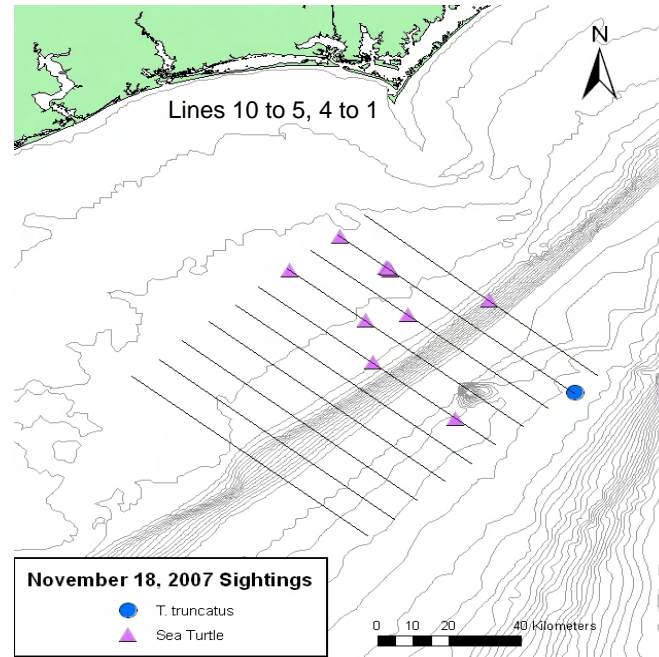 N
Lines 10 to 5, 4 to 1
November 18, 2007 Sightings
T. truncatus
Sea Turtle
0 10 20 40 Kilometers